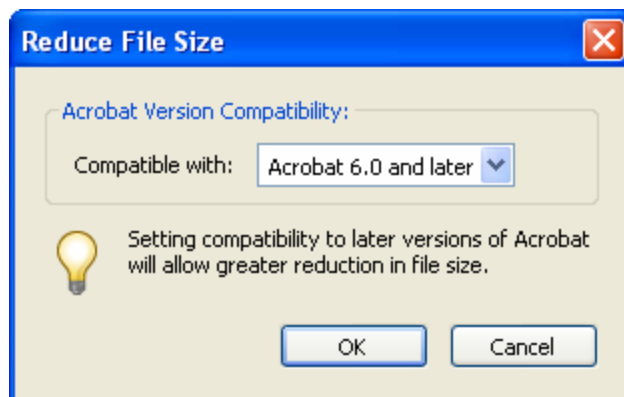 Reduce File Size
Acrobat Version Compatibility:
Compatible with: Acrobat 6.0 and later
Setting compatibility to later versions of Acrobat
will allow greater reduction in file size.
OK Cancel